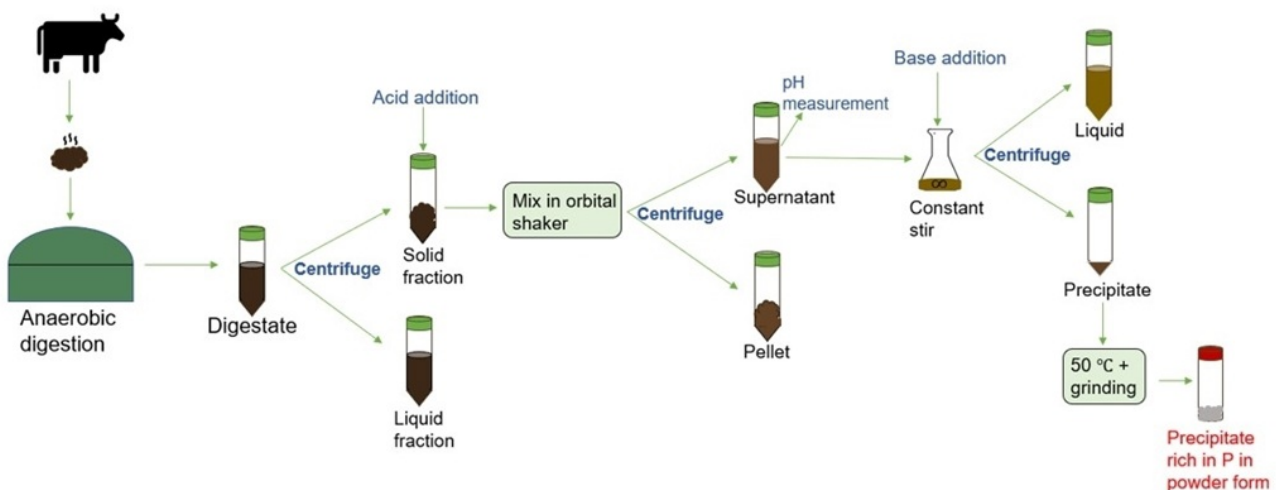 Anaerobic
digestion
Digestate
Centrifuge
Acid addition
Solid
fraction
Liquid
fraction
Mix in orbital
shaker
Centrifuge
pH
measurement
Supernatant
Pellet
Base addition
Constant
stir
Centrifuge
Liquid
Precipitate
50 °C +
grinding
Precipitate
rich in P in
powder form